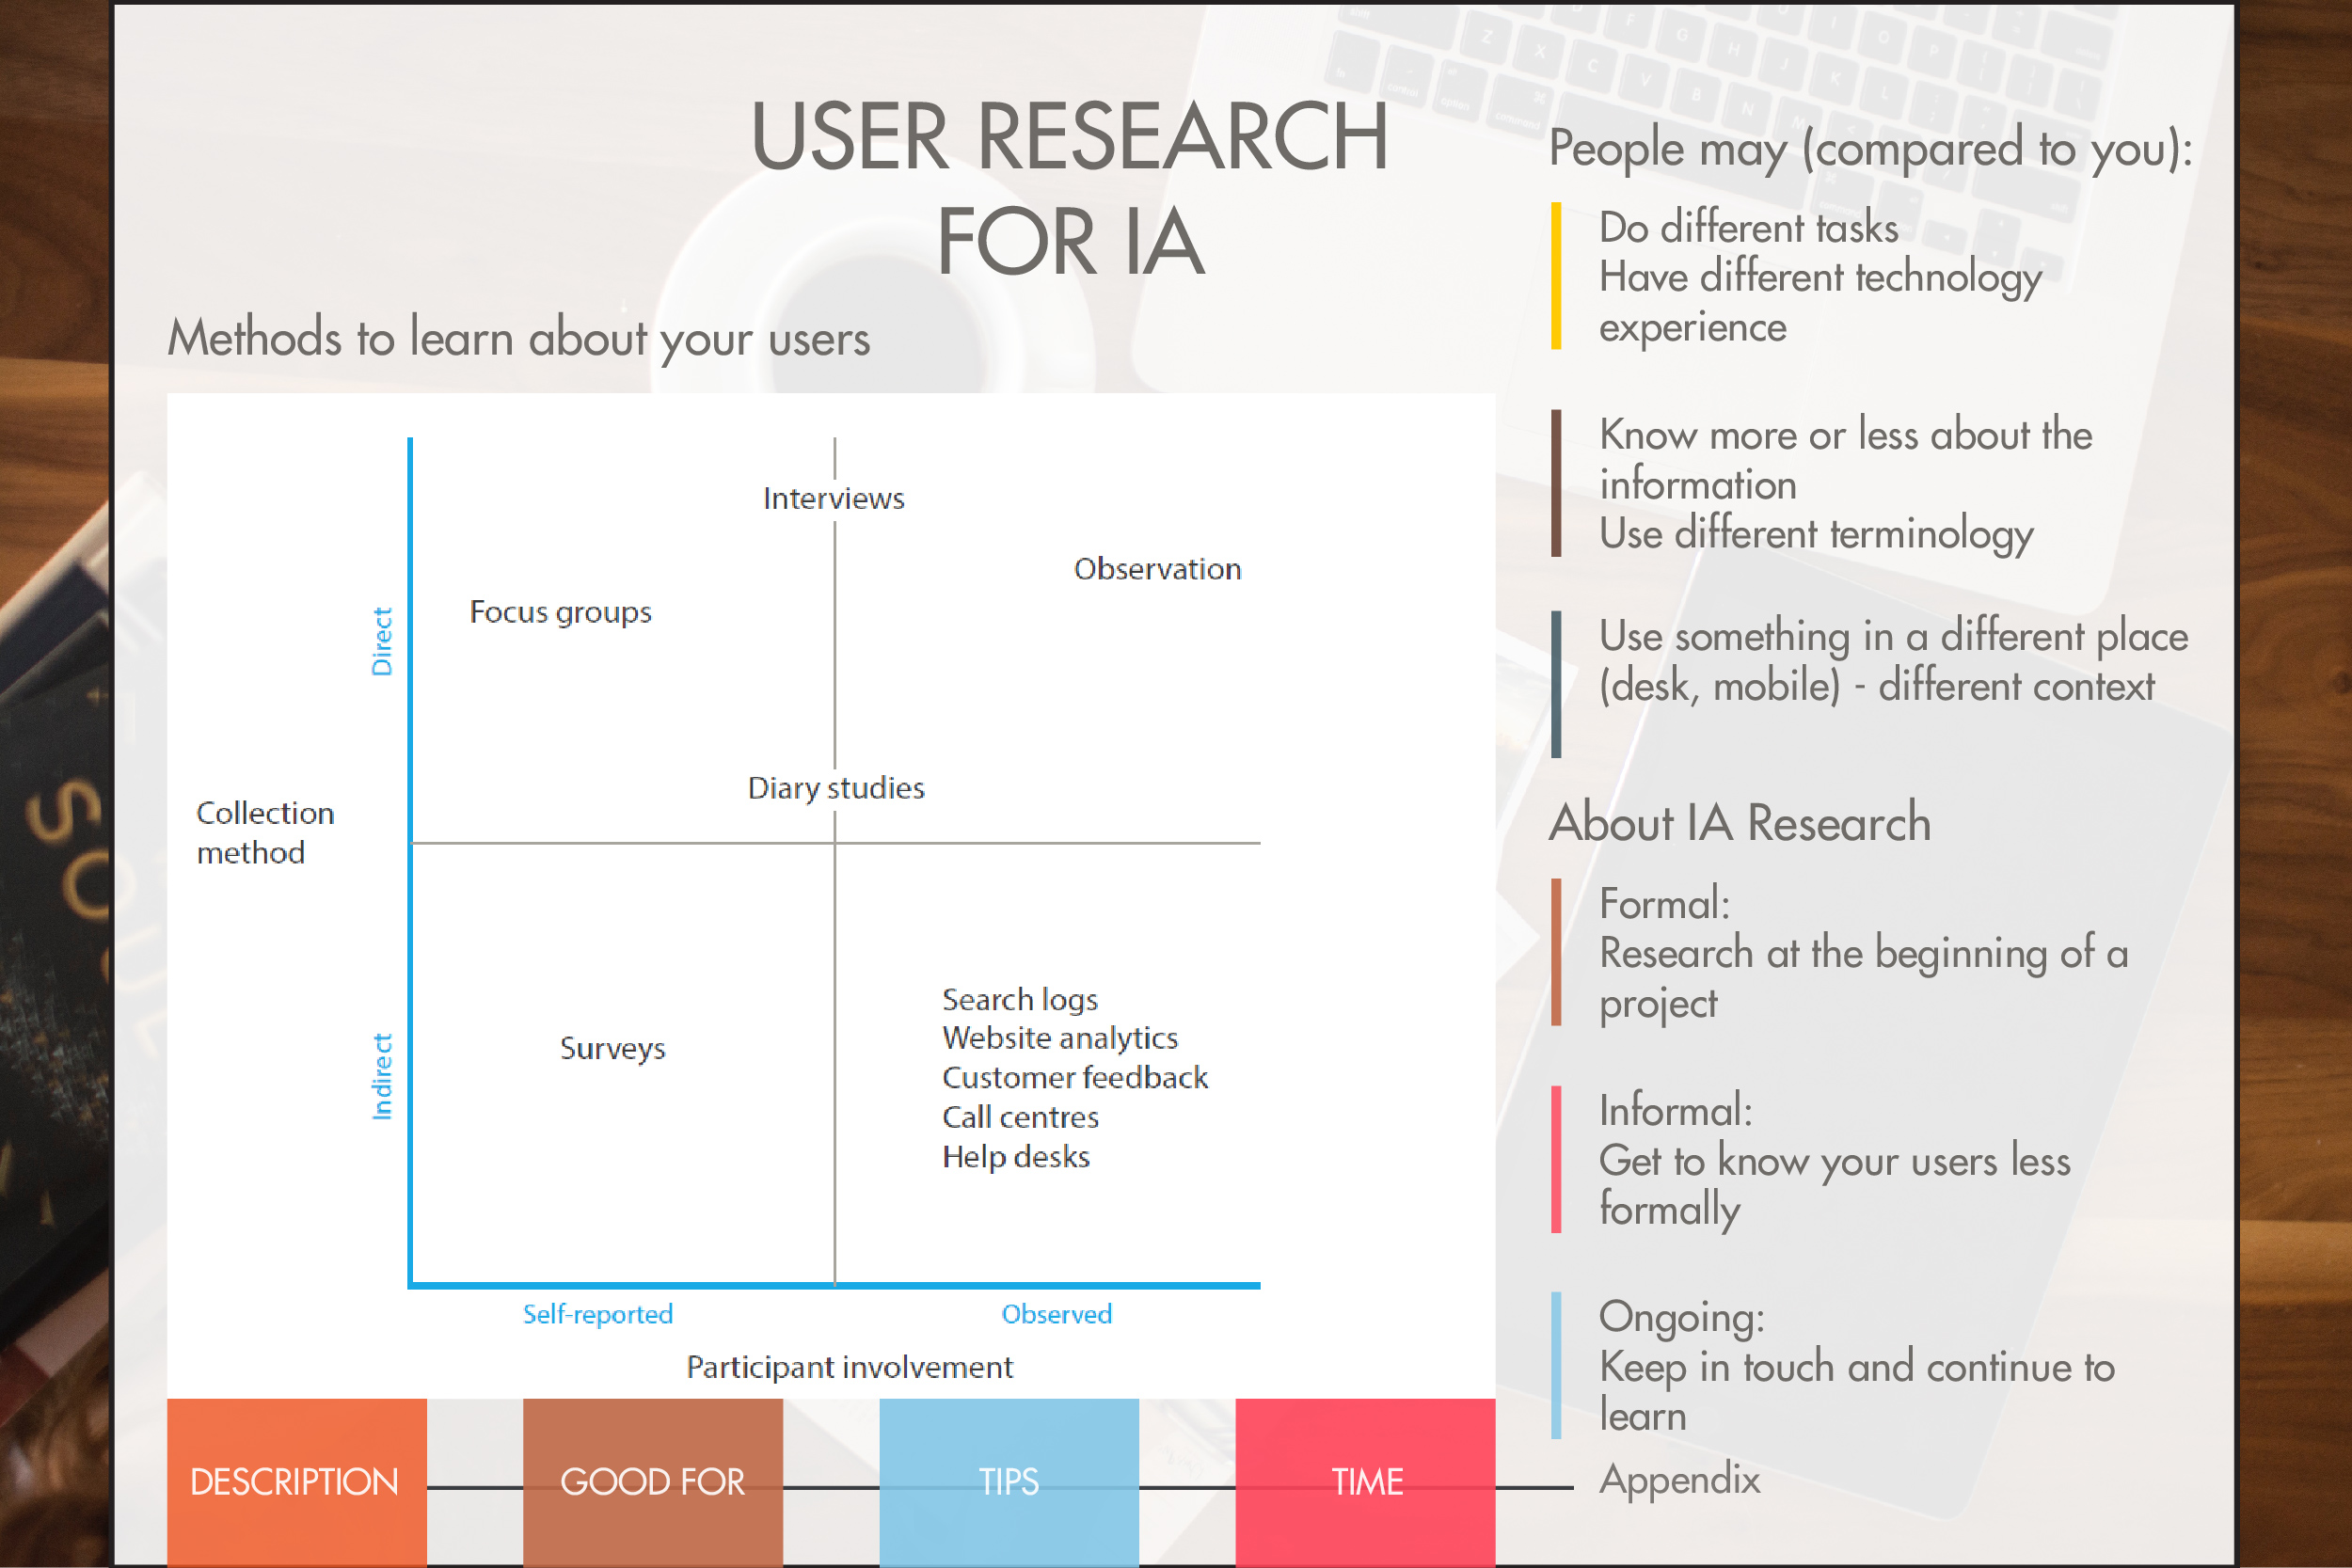 USER RESEARCH
FOR IA
Methods to learn about your users
Interviews
Observation
Focus groups
Direct
Diary studies
Collection
method
Search logs
Website analytics
Surveys
Customer feedback
Indirect
Call centres
Help desks
Self-reported
Observed
Participant involvement
DESCRIPTION
GOOD FOR
TIPS
TIME
Appendix
People may (compared to you):
Do different tasks
Have different technology
experience
Know more or less about the
information
Use different terminology
Use something in a different place
(desk, mobile) - different context
About IA Research
Formal:
Research at the beginning of a
project
Informal:
Get to know your users less
formally
Ongoing:
Keep in touch and continue to
learn
SOUL